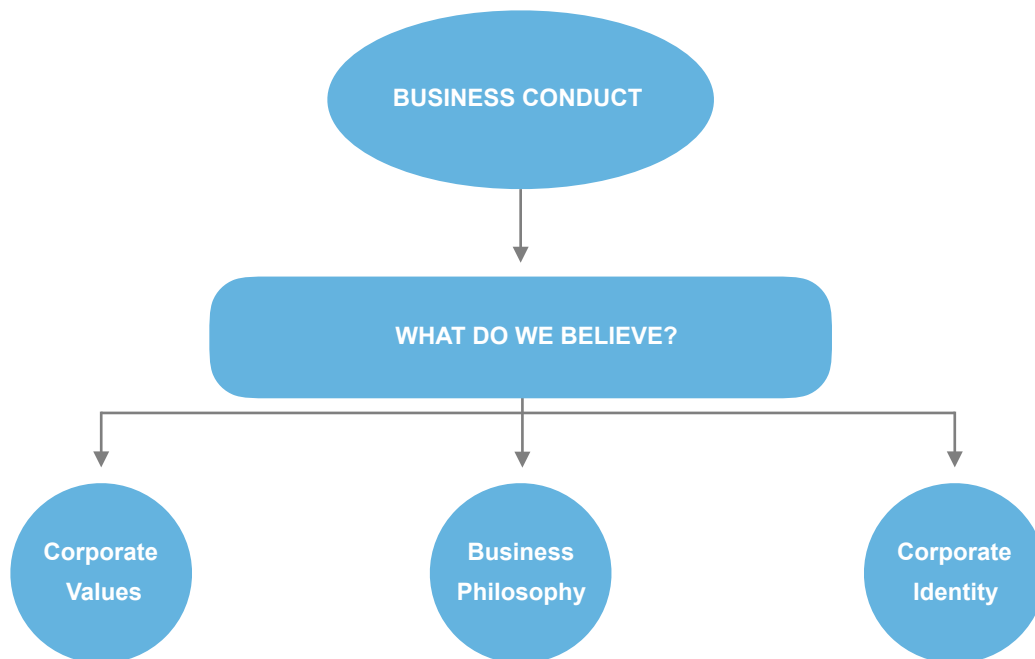 BUSINESS CONDUCT
WHAT DO WE BELIEVE?
Corporate
Values
Business
Philosophy
Corporate
Identity